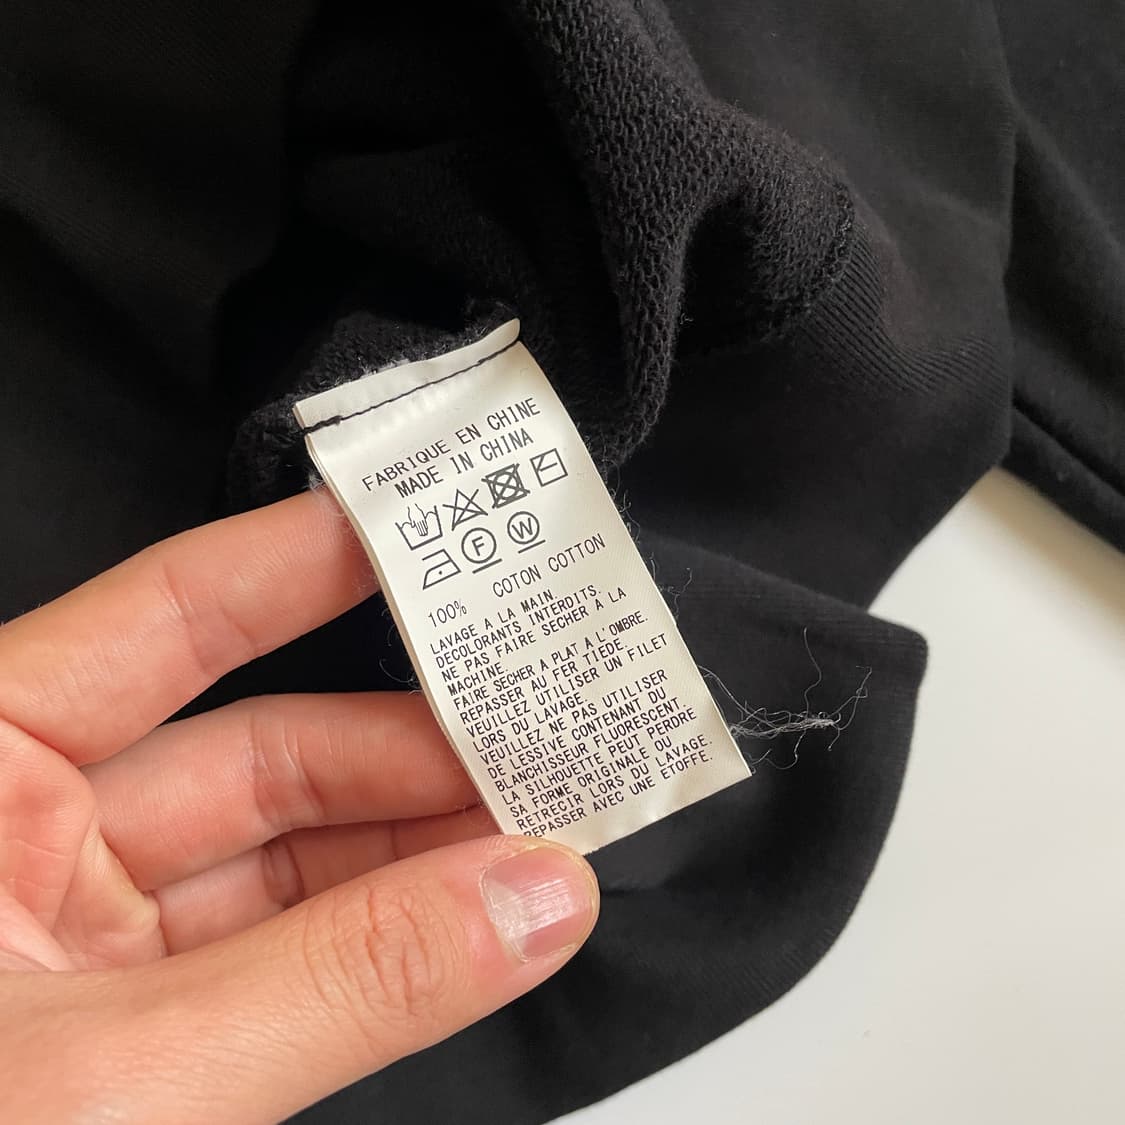 FABRIQUE EN CHINE
MADE IN CHINA
F W
100% COTON COTTON
LAVAGE A LA MAIN.
DECOLORANTS INTERDITS.
NE PAS FAIRE SECHER A LA
MACHINE.
FAIRE SECHER A PLAT A L'OMBRE.
REPASSER AU FER TIEDE.
VEUILLEZ UTILISER UN FILET
LORS DU LAVAGE.
VEUILLEZ NE PAS UTILISER
DE LESSIVE CONTENANT DU
BLANCHISSEUR FLUORESCENT.
LA SILHOUETTE PEUT PERDRE
SA FORME ORIGINALE OU
RETRECIR LORS DU LAVAGE.
REPASSER AVEC UNE ETOFFE.